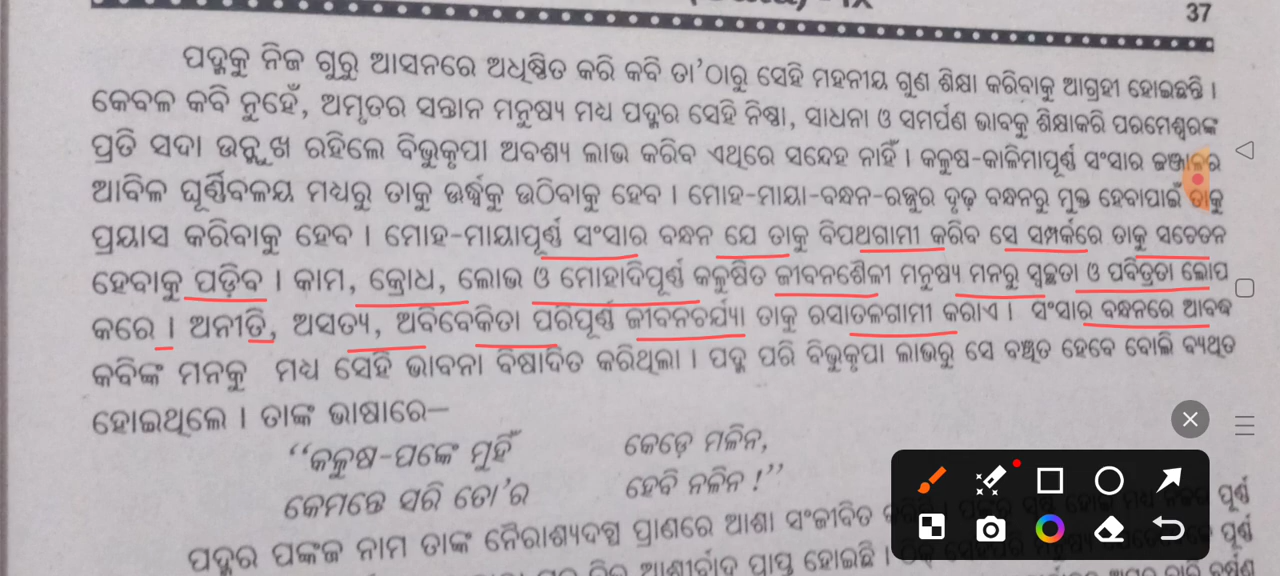 37
ପଦ୍ମକୁ ନିଜ ଗୁରୁ ଆସନରେ ଅଧିଷ୍ଠିତ କରି କବି ତା'ଠାରୁ ସେହି ମହନୀୟ ଗୁଣ ଶିକ୍ଷା କରିବାକୁ ଆଗ୍ରହୀ ହୋଇଛନ୍ତି ।
କେବଳ କବି ନୁହେଁ, ଅମୃତର ସନ୍ତାନ ମନୁଷ୍ୟ ମଧ୍ୟ ପଦ୍ମର ସେହି ନିଷ୍ଠା, ସାଧନା ଓ ସମର୍ପଣ ଭାବକୁ ଶିକ୍ଷାକରି ପରମେଶ୍ୱରଙ୍କ
ପ୍ରତି ସଦା ଉନ୍ମୁଖ ରହିଲେ ବିଭୁକୃପା ଅବଶ୍ୟ ଲାଭ କରିବ ଏଥିରେ ସନ୍ଦେହ ନାହିଁ । କଳୁଷ-କାଳିମାପୂର୍ଣ୍ଣ ସଂସାର ଜଞ୍ଜାଳର
ଆବିଳ ଘୂର୍ଣ୍ଣିବଳୟ ମଧ୍ୟରୁ ତାକୁ ଊର୍ଦ୍ଧ୍ୱକୁ ଉଠିବାକୁ ହେବ । ମୋହ-ମାୟା-ବନ୍ଧନ-ରଜ୍ଜୁର ଦୃଢ଼ ବନ୍ଧନରୁ ମୁକ୍ତ ହେବାପାଇଁ ତାକୁ
ପ୍ରୟାସ କରିବାକୁ ହେବ । ମୋହ-ମାୟାପୂର୍ଣ୍ଣ ସଂସାର ବନ୍ଧନ ଯେ ତାକୁ ବିପଥଗାମୀ କରିବ ସେ ସମ୍ପର୍କରେ ତାକୁ ସଚେତନ
ହେବାକୁ ପଡ଼ିବ । କାମ, କ୍ରୋଧ, ଲୋଭ ଓ ମୋହାଦିପୂର୍ଣ୍ଣ କଳୁଷିତ ଜୀବନଶୈଳୀ ମନୁଷ୍ୟ ମନରୁ ସ୍ୱଚ୍ଛତା ଓ ପବିତ୍ରତା ଲୋପ
କରେ । ଅନୀତି, ଅସତ୍ୟ, ଅବିବେକିତା ପରିପୂର୍ଣ୍ଣ ଜୀବନଚର୍ଯ୍ୟା ତାକୁ ରସାତଳଗାମୀ କରାଏ । ସଂସାର ବନ୍ଧନରେ ଆବଦ୍ଧ
କବିଙ୍କ ମନକୁ ମଧ୍ୟ ସେହି ଭାବନା ବିଷାଦିତ କରିଥିଲା । ପଦ୍ମ ପରି ବିଭୁକୃପା ଲାଭରୁ ସେ ବଞ୍ଚିତ ହେବେ ବୋଲି ବ୍ୟଥିତ
ହୋଇଥିଲେ । ତାଙ୍କ ଭାଷାରେ—
‘‘କଳୁଷ-ପଙ୍କେ ମୁହିଁ କେଡ଼େ ମଳିନ,
କେମନ୍ତେ ସରି ତୋ'ର ହେବି ନଳିନ !’’
ପଦ୍ମର ପଙ୍କଜ ନାମ ତାଙ୍କ ନୈରାଶ୍ୟଦଗ୍ଧ ପ୍ରାଣରେ ଆଶା ସଂଜୀବିତ ପୂର୍ଣ୍ଣ
ଆଶୀର୍ବାଦ ପ୍ରାପ୍ତ ହୋଇଛି । ପୂର୍ଣ୍ଣ